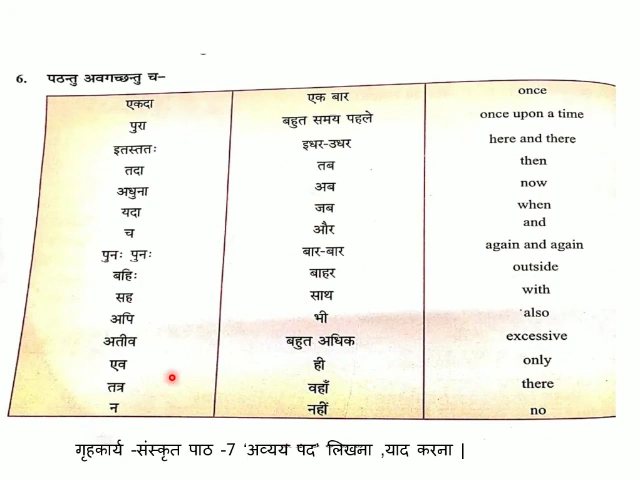 6. पठन्तु अवगच्छन्तु च–
एकदा एक बार once
पुरा बहुत समय पहले once upon a time
इतस्ततः इधर-उधर here and there
तदा तब then
अधुना अब now
यदा जब when
च और and
पुनः पुनः बार-बार again and again
बहिः बाहर outside
सह साथ with
अपि भी also
अतीव बहुत अधिक excessive
एव ही only
तत्र वहाँ there
न नहीं no
गृहकार्य -संस्कृत पाठ -7 ‘अव्यय पद’ लिखना ,याद करना |